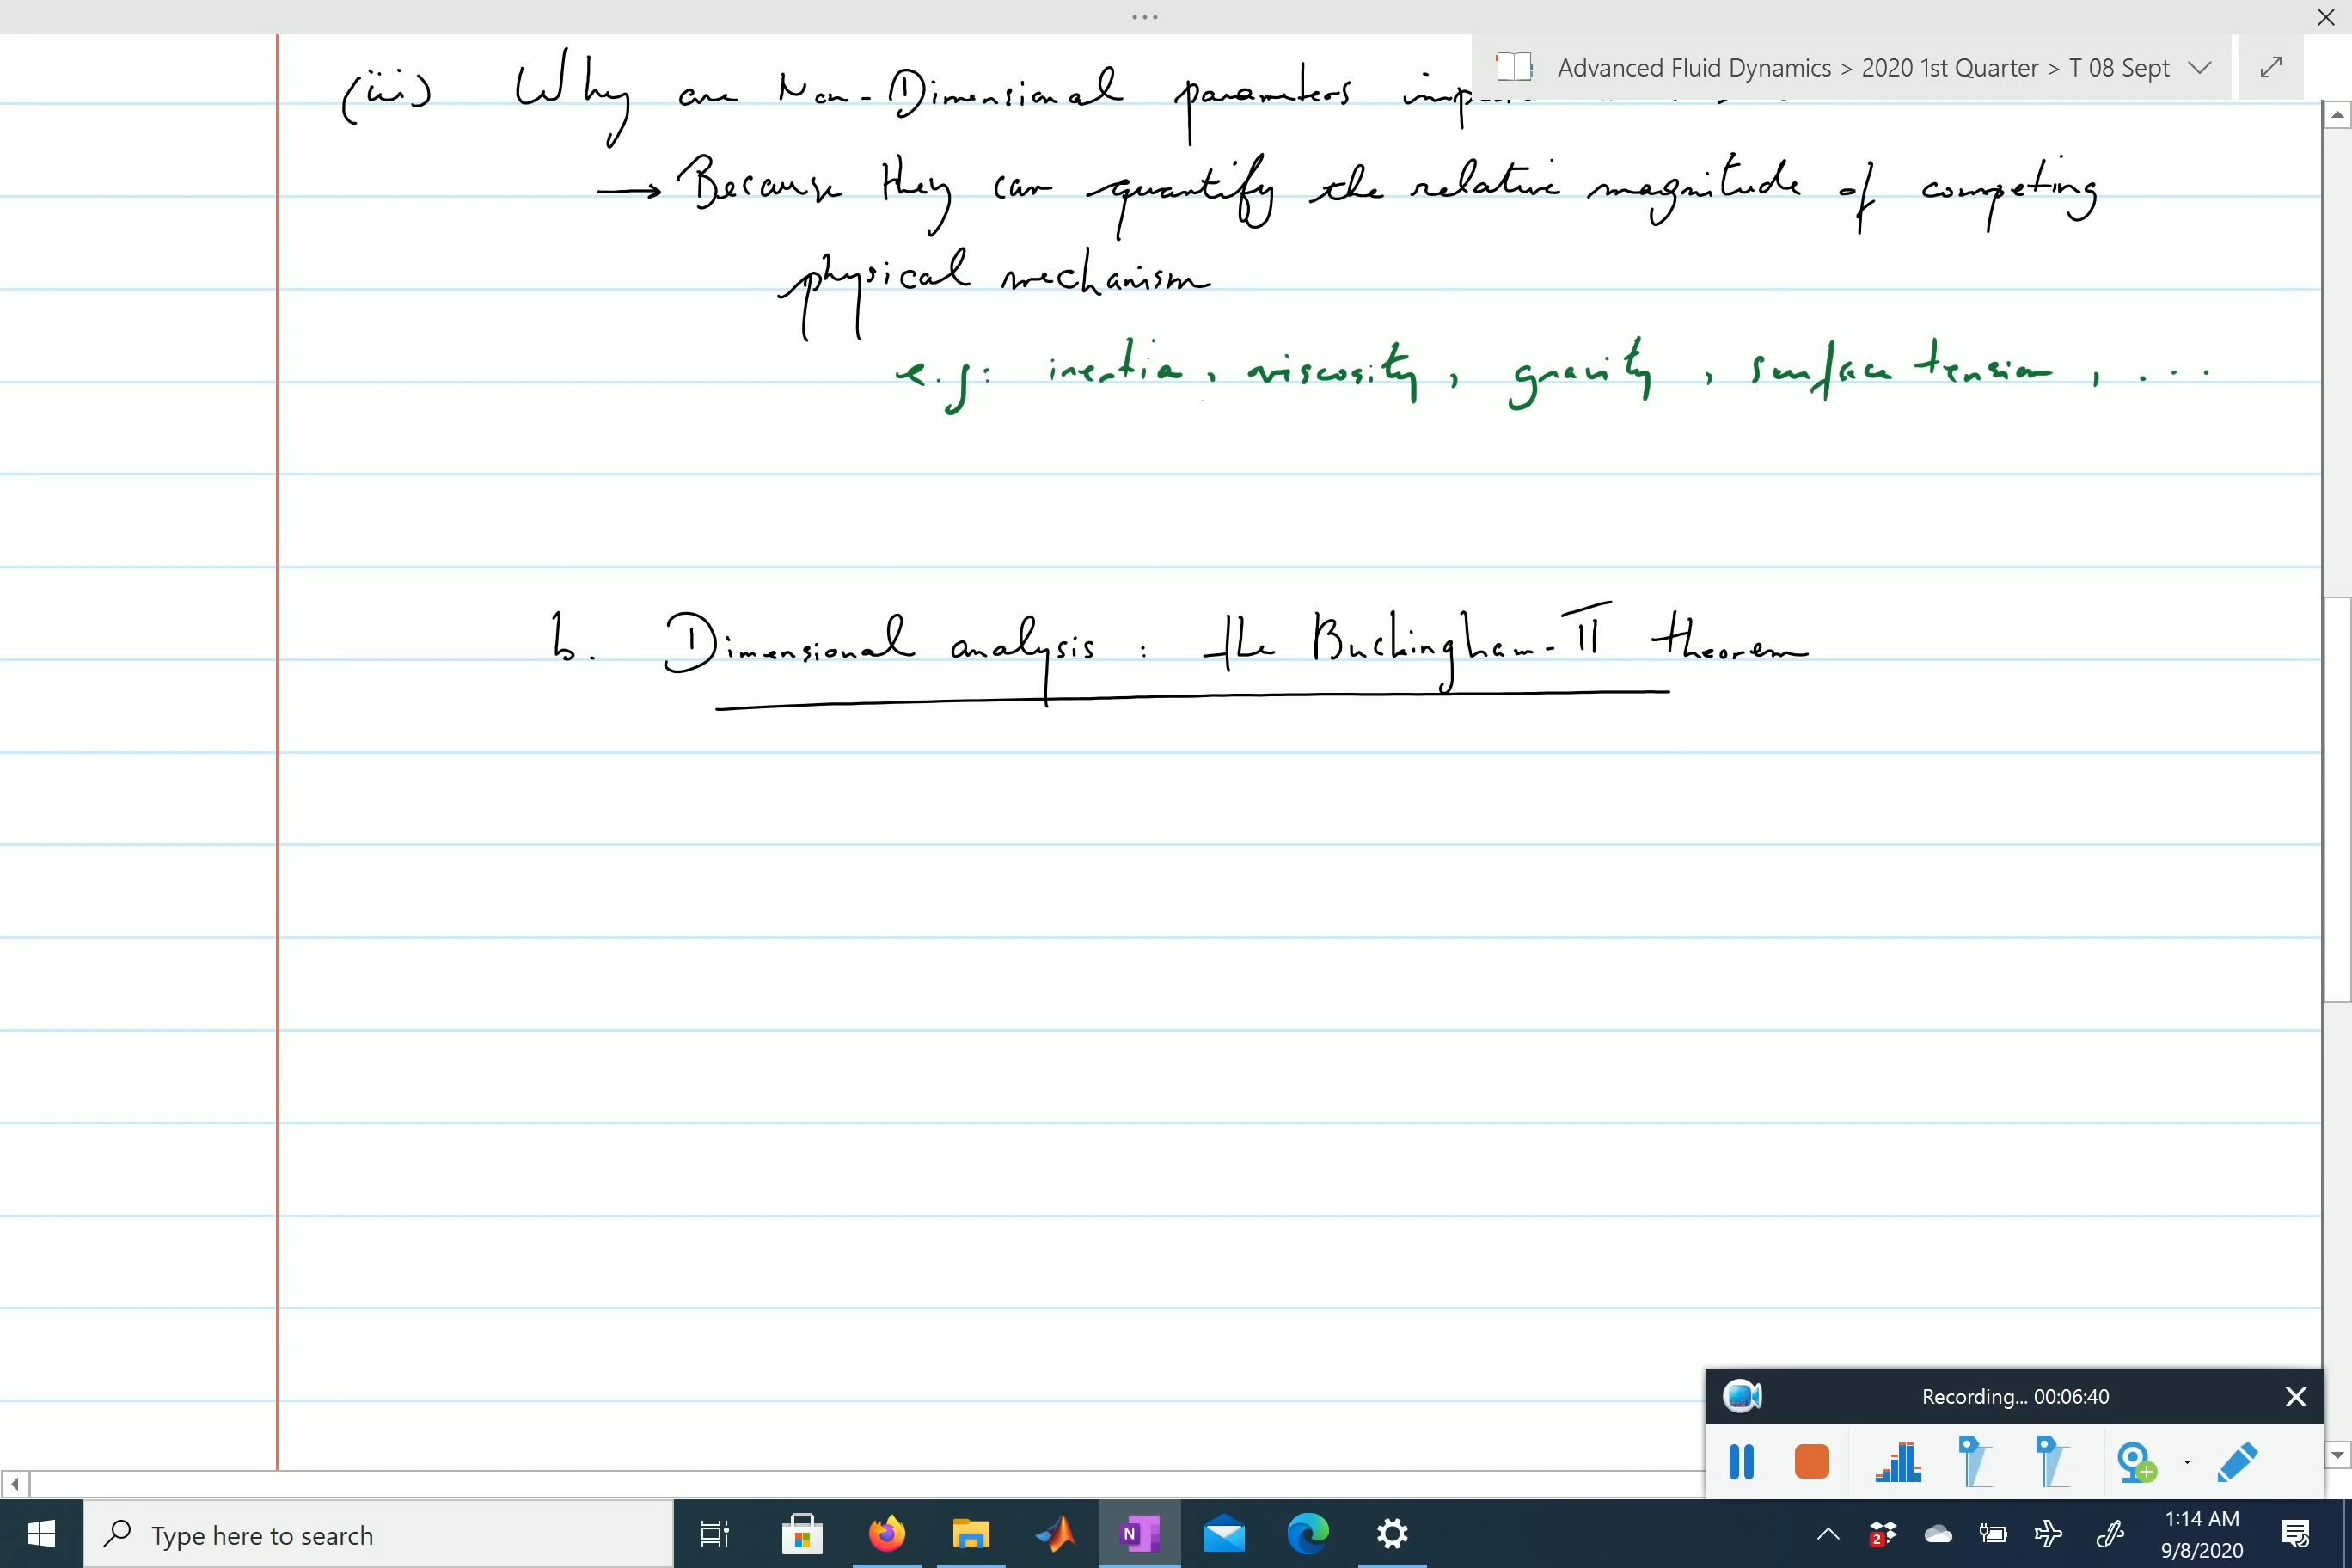 Advanced Fluid Dynamics > 2020 1st Quarter > T 08 Sept
(iii) Why are Non-Dimensional parameters
→ Because they can quantify the relative magnitude of competing
physical mechanism
e.g: inertia, viscosity, gravity, surface tension, ...
b. Dimensional analysis : the Buckingham-Π theorem
Recording... 00:06:40
Type here to search
N
2
1:14 AM
9/8/2020